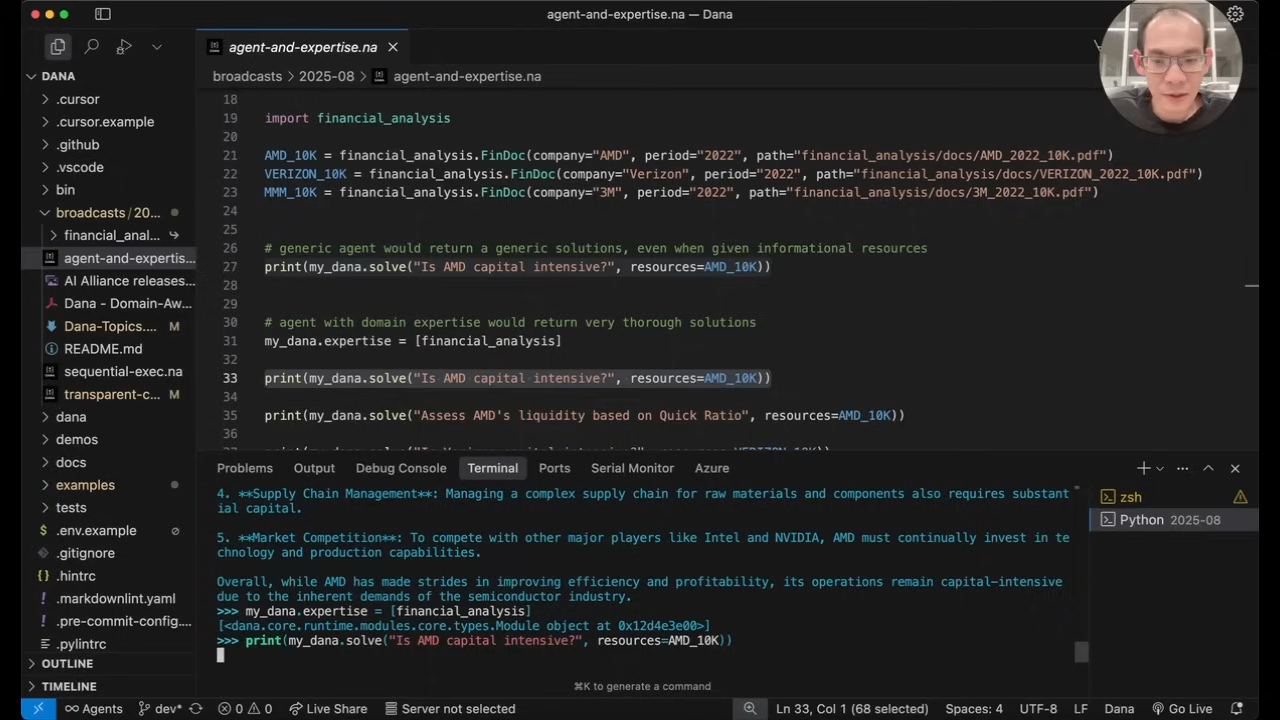 agent-and-expertise.na — Dana
DANA
.cursor
.cursor.example
.github
.vscode
bin
broadcasts / 20...
financial_anal...
agent-and-expertis...
AI Alliance releases...
Dana - Domain-Aw...
Dana-Topics.... M
README.md
sequential-exec.na
transparent-c... M
dana
demos
docs
examples
tests
.env.example
.gitignore
.hintrc
.markdownlint.yaml
.pre-commit-config....
.pylintrc
OUTLINE
TIMELINE
agent-and-expertise.na
broadcasts > 2025-08 > agent-and-expertise.na
18
19 import financial_analysis
20
21 AMD_10K = financial_analysis.FinDoc(company="AMD", period="2022", path="financial_analysis/docs/AMD_2022_10K.pdf")
22 VERIZON_10K = financial_analysis.FinDoc(company="Verizon", period="2022", path="financial_analysis/docs/VERIZON_2022_10K.pdf")
23 MMM_10K = financial_analysis.FinDoc(company="3M", period="2022", path="financial_analysis/docs/3M_2022_10K.pdf")
24
25
26 # generic agent would return a generic solutions, even when given informational resources
27 print(my_dana.solve("Is AMD capital intensive?", resources=AMD_10K))
28
29
30 # agent with domain expertise would return very thorough solutions
31 my_dana.expertise = [financial_analysis]
32
33 print(my_dana.solve("Is AMD capital intensive?", resources=AMD_10K))
34
35 print(my_dana.solve("Assess AMD's liquidity based on Quick Ratio", resources=AMD_10K))
36
37 print(my_dana.solve("Is Verizon capital intensive?", resources=VERIZON_10K))
Problems Output Debug Console Terminal Ports Serial Monitor Azure
4. **Supply Chain Management**: Managing a complex supply chain for raw materials and components also requires substant
ial capital.
5. **Market Competition**: To compete with other major players like Intel and NVIDIA, AMD must continually invest in te
chnology and production capabilities.
Overall, while AMD has made strides in improving efficiency and profitability, its operations remain capital-intensive
due to the inherent demands of the semiconductor industry.
>>> my_dana.expertise = [financial_analysis]
[<dana.core.runtime.modules.core.types.Module object at 0x12d4e3e00>]
>>> print(my_dana.solve("Is AMD capital intensive?", resources=AMD_10K))
⌘K to generate a command
zsh
Python 2025-08
Agents dev* 0 0 Live Share Server not selected Ln 33, Col 1 (68 selected) Spaces: 4 UTF-8 LF Dana Go Live